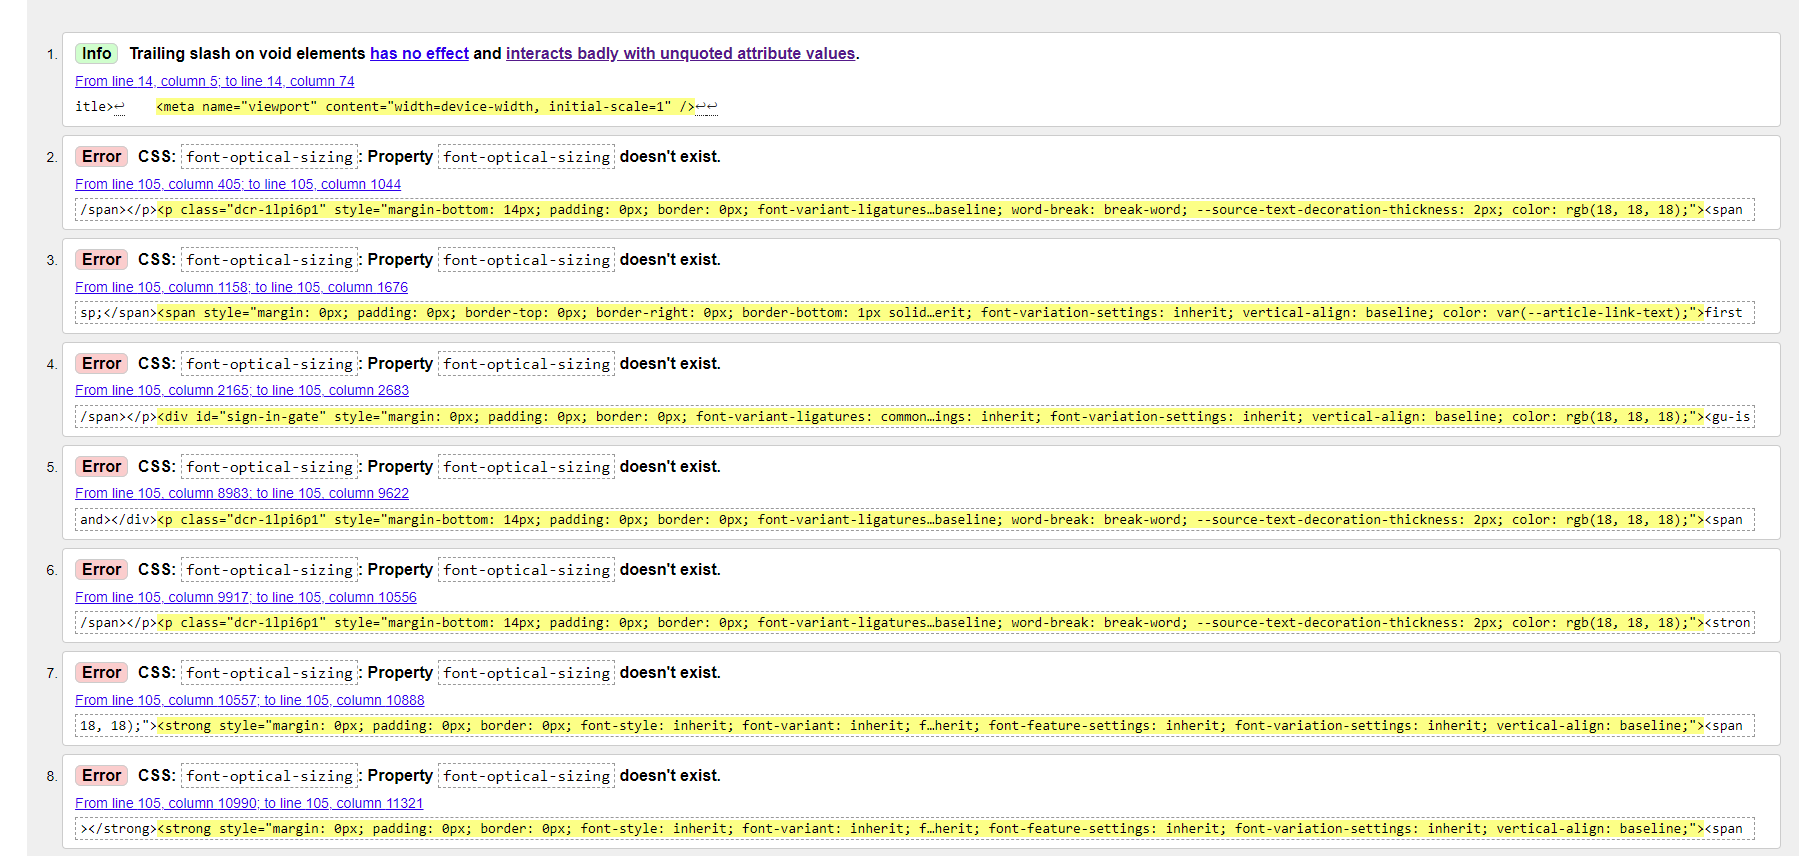 1. Info Trailing slash on void elements has no effect and interacts badly with unquoted attribute values.
From line 14, column 5; to line 14, column 74
itle>↩ <meta name="viewport" content="width=device-width, initial-scale=1" />↩↩
2. Error CSS: font-optical-sizing: Property font-optical-sizing doesn't exist.
From line 105, column 405; to line 105, column 1044
/span></p><p class="dcr-1lpi6p1" style="margin-bottom: 14px; padding: 0px; border: 0px; font-variant-ligatures…baseline; word-break: break-word; --source-text-decoration-thickness: 2px; color: rgb(18, 18, 18);"><span
3. Error CSS: font-optical-sizing: Property font-optical-sizing doesn't exist.
From line 105, column 1158; to line 105, column 1676
sp;</span><span style="margin: 0px; padding: 0px; border-top: 0px; border-right: 0px; border-bottom: 1px solid…erit; font-variation-settings: inherit; vertical-align: baseline; color: var(--article-link-text);">first
4. Error CSS: font-optical-sizing: Property font-optical-sizing doesn't exist.
From line 105, column 2165; to line 105, column 2683
/span></p><div id="sign-in-gate" style="margin: 0px; padding: 0px; border: 0px; font-variant-ligatures: common…ings: inherit; font-variation-settings: inherit; vertical-align: baseline; color: rgb(18, 18, 18);"><gu-is
5. Error CSS: font-optical-sizing: Property font-optical-sizing doesn't exist.
From line 105, column 8983; to line 105, column 9622
and></div><p class="dcr-1lpi6p1" style="margin-bottom: 14px; padding: 0px; border: 0px; font-variant-ligatures…baseline; word-break: break-word; --source-text-decoration-thickness: 2px; color: rgb(18, 18, 18);"><span
6. Error CSS: font-optical-sizing: Property font-optical-sizing doesn't exist.
From line 105, column 9917; to line 105, column 10556
/span></p><p class="dcr-1lpi6p1" style="margin-bottom: 14px; padding: 0px; border: 0px; font-variant-ligatures…baseline; word-break: break-word; --source-text-decoration-thickness: 2px; color: rgb(18, 18, 18);"><stron
7. Error CSS: font-optical-sizing: Property font-optical-sizing doesn't exist.
From line 105, column 10557; to line 105, column 10888
18, 18);"><strong style="margin: 0px; padding: 0px; border: 0px; font-style: inherit; font-variant: inherit; f…herit; font-feature-settings: inherit; font-variation-settings: inherit; vertical-align: baseline;"><span
8. Error CSS: font-optical-sizing: Property font-optical-sizing doesn't exist.
From line 105, column 10990; to line 105, column 11321
></strong><strong style="margin: 0px; padding: 0px; border: 0px; font-style: inherit; font-variant: inherit; f…herit; font-feature-settings: inherit; font-variation-settings: inherit; vertical-align: baseline;"><span